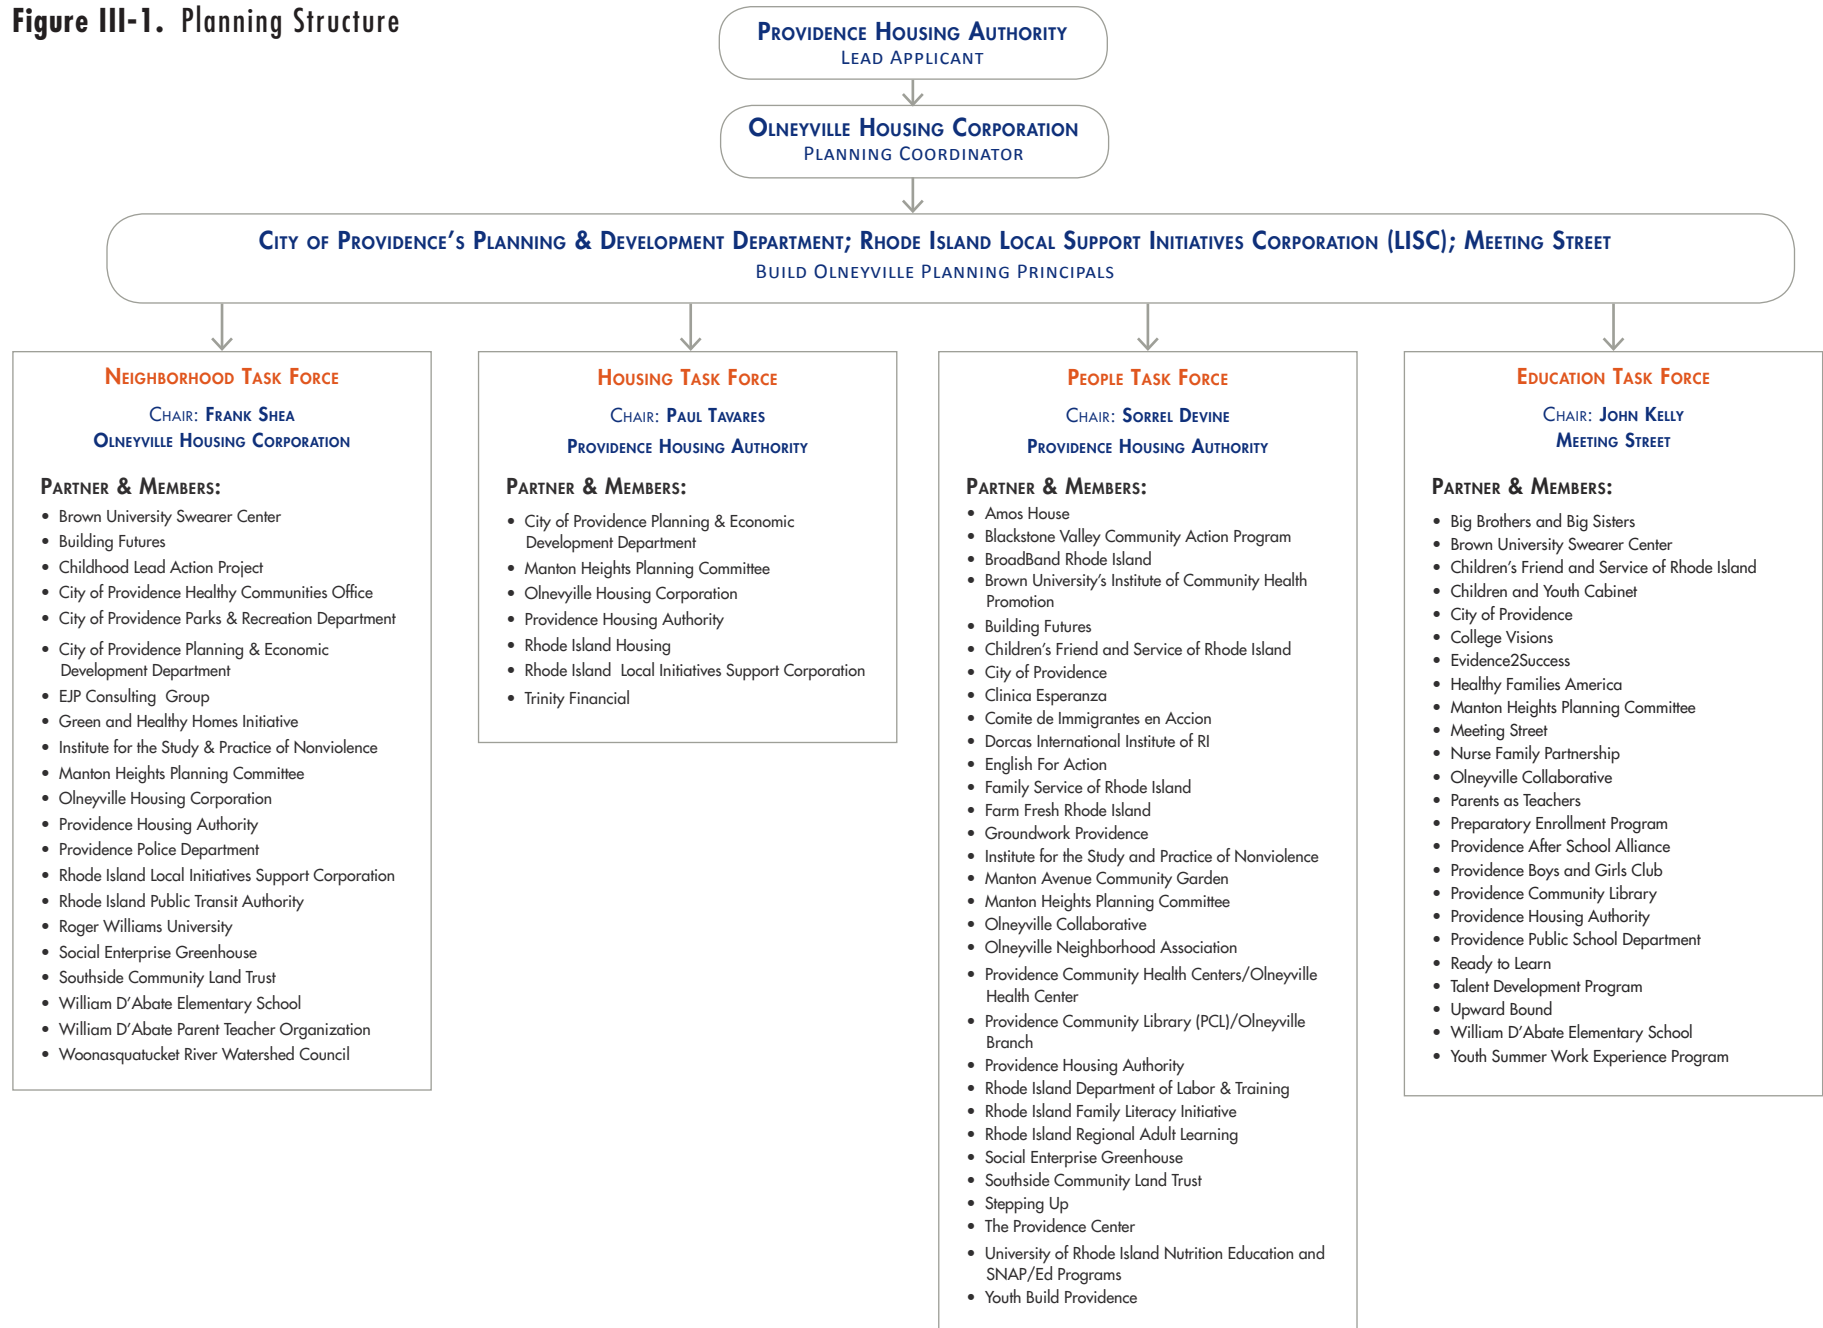 Figure III-1. Planning Structure
Providence Housing Authority
Lead Applicant
Olneyville Housing Corporation
Planning Coordinator
City of Providence's Planning & Development Department; Rhode Island Local Support Initiatives Corporation (LISC); Meeting Street
Build Olneyville Planning Principals
Neighborhood Task Force
Chair: Frank Shea
Olneyville Housing Corporation
Partner & Members:
• Brown University Swearer Center
• Building Futures
• Childhood Lead Action Project
• City of Providence Healthy Communities Office
• City of Providence Parks & Recreation Department
• City of Providence Planning & Economic
Development Department
• EJP Consulting Group
• Green and Healthy Homes Initiative
• Institute for the Study & Practice of Nonviolence
• Manton Heights Planning Committee
• Olneyville Housing Corporation
• Providence Housing Authority
• Providence Police Department
• Rhode Island Local Initiatives Support Corporation
• Rhode Island Public Transit Authority
• Roger Williams University
• Social Enterprise Greenhouse
• Southside Community Land Trust
• William D'Abate Elementary School
• William D'Abate Parent Teacher Organization
• Woonasquatucket River Watershed Council
Housing Task Force
Chair: Paul Tavares
Providence Housing Authority
Partner & Members:
• City of Providence Planning & Economic
Development Department
• Manton Heights Planning Committee
• Olnevyille Housing Corporation
• Providence Housing Authority
• Rhode Island Housing
• Rhode Island Local Initiatives Support Corporation
• Trinity Financial
People Task Force
Chair: Sorrel Devine
Providence Housing Authority
Partner & Members:
• Amos House
• Blackstone Valley Community Action Program
• BroadBand Rhode Island
• Brown University's Institute of Community Health
Promotion
• Building Futures
• Children's Friend and Service of Rhode Island
• City of Providence
• Clinica Esperanza
• Comite de Immigrantes en Accion
• Dorcas International Institute of RI
• English For Action
• Family Service of Rhode Island
• Farm Fresh Rhode Island
• Groundwork Providence
• Institute for the Study and Practice of Nonviolence
• Manton Avenue Community Garden
• Manton Heights Planning Committee
• Olneyville Collaborative
• Olneyville Neighborhood Association
• Providence Community Health Centers/Olneyville
Health Center
• Providence Community Library (PCL)/Olneyville
Branch
• Providence Housing Authority
• Rhode Island Department of Labor & Training
• Rhode Island Family Literacy Initiative
• Rhode Island Regional Adult Learning
• Social Enterprise Greenhouse
• Southside Community Land Trust
• Stepping Up
• The Providence Center
• University of Rhode Island Nutrition Education and
SNAP/Ed Programs
• Youth Build Providence
Education Task Force
Chair: John Kelly
Meeting Street
Partner & Members:
• Big Brothers and Big Sisters
• Brown University Swearer Center
• Children's Friend and Service of Rhode Island
• Children and Youth Cabinet
• City of Providence
• College Visions
• Evidence2Success
• Healthy Families America
• Manton Heights Planning Committee
• Meeting Street
• Nurse Family Partnership
• Olneyville Collaborative
• Parents as Teachers
• Preparatory Enrollment Program
• Providence After School Alliance
• Providence Boys and Girls Club
• Providence Community Library
• Providence Housing Authority
• Providence Public School Department
• Ready to Learn
• Talent Development Program
• Upward Bound
• William D'Abate Elementary School
• Youth Summer Work Experience Program